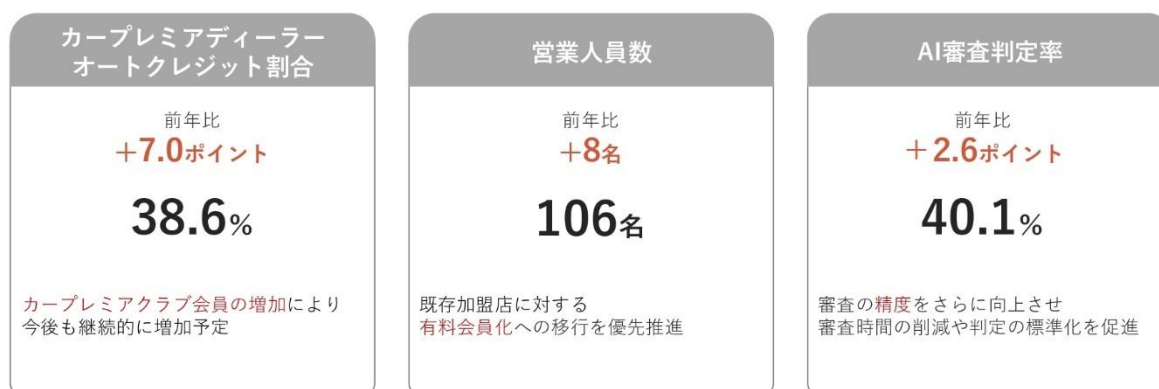 カープレミアディーラー
オートクレジット割合
前年比
+7.0ポイント
38.6%
カープレミアクラブ会員の増加により
今後も継続的に増加予定
営業人員数
前年比
+8名
106名
既存加盟店に対する
有料会員化への移行を優先推進
AI審査判定率
前年比
+2.6ポイント
40.1%
審査の精度をさらに向上させ
審査時間の削減や判定の標準化を促進